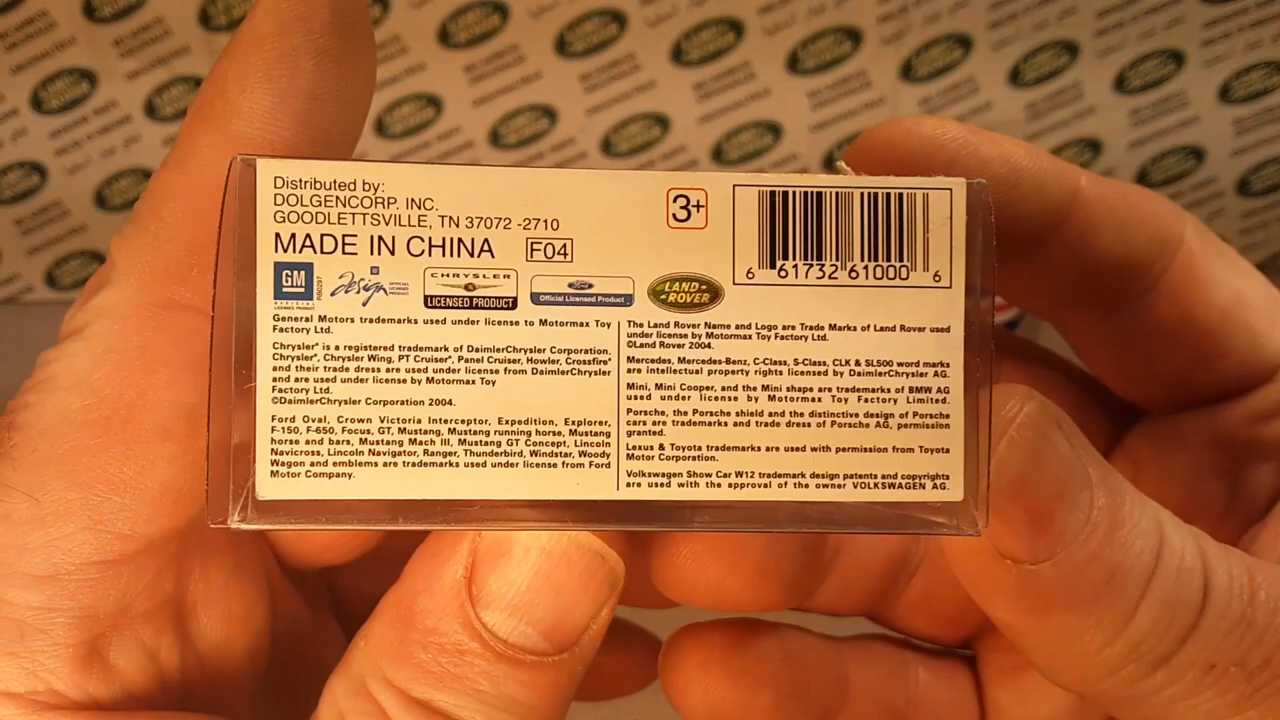 Distributed by:
DOLGENCORP. INC.
GOODLETTSVILLE, TN 37072 -2710
MADE IN CHINA F04
3+
6 61732 61000 6
GM
OFFICIAL
LICENSED PRODUCT
design
OFFICIAL
LICENSED
PRODUCT
CHRYSLER
LICENSED PRODUCT
Ford
Official Licensed Product
LAND-
ROVER
General Motors trademarks used under license to Motormax Toy
Factory Ltd.
Chrysler® is a registered trademark of DaimlerChrysler Corporation.
Chrysler®, Chrysler Wing, PT Cruiser®, Panel Cruiser, Howler, Crossfire®
and their trade dress are used under license from DaimlerChrysler
and are used under license by Motormax Toy
Factory Ltd.
©DaimlerChrysler Corporation 2004.
Ford Oval, Crown Victoria Interceptor, Expedition, Explorer,
F-150, F-650, Focus, GT, Mustang, Mustang running horse, Mustang
horse and bars, Mustang Mach III, Mustang GT Concept, Lincoln
Navicross, Lincoln Navigator, Ranger, Thunderbird, Windstar, Woody
Wagon and emblems are trademarks used under license from Ford
Motor Company.
The Land Rover Name and Logo are Trade Marks of Land Rover used
under license by Motormax Toy Factory Ltd.
©Land Rover 2004.
Mercedes, Mercedes-Benz, C-Class, S-Class, CLK & SL500 word marks
are intellectual property rights licensed by DaimlerChrysler AG.
Mini, Mini Cooper, and the Mini shape are trademarks of BMW AG
used under license by Motormax Toy Factory Limited.
Porsche, the Porsche shield and the distinctive design of Porsche
cars are trademarks and trade dress of Porsche AG, permission
granted.
Lexus & Toyota trademarks are used with permission from Toyota
Motor Corporation.
Volkswagen Show Car W12 trademark design patents and copyrights
are used with the approval of the owner VOLKSWAGEN AG.